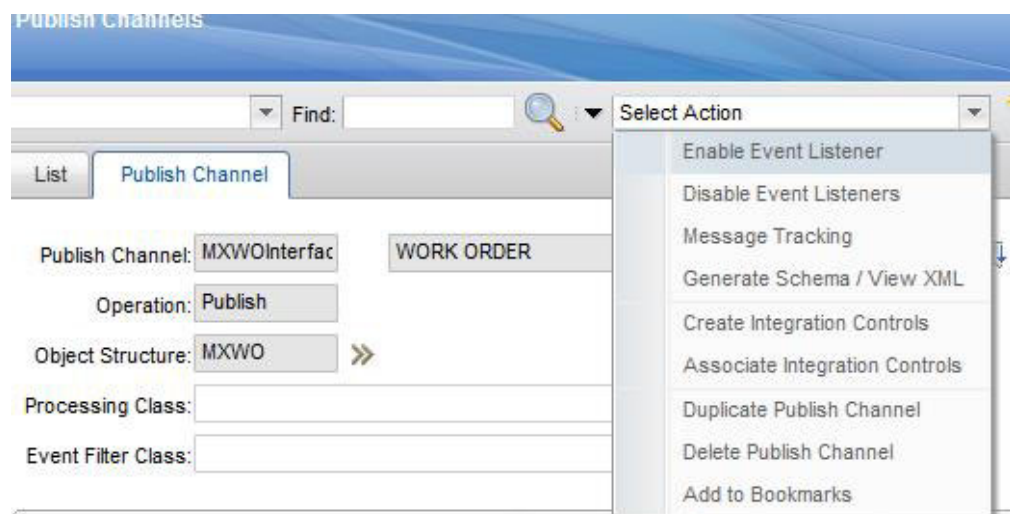 Publish Channels
Find:
Select Action
List
Publish Channel
Enable Event Listener
Disable Event Listeners
Message Tracking
Generate Schema / View XML
Create Integration Controls
Associate Integration Controls
Duplicate Publish Channel
Delete Publish Channel
Add to Bookmarks
Publish Channel: MXWOInterfac WORK ORDER
Operation: Publish
Object Structure: MXWO
Processing Class:
Event Filter Class: